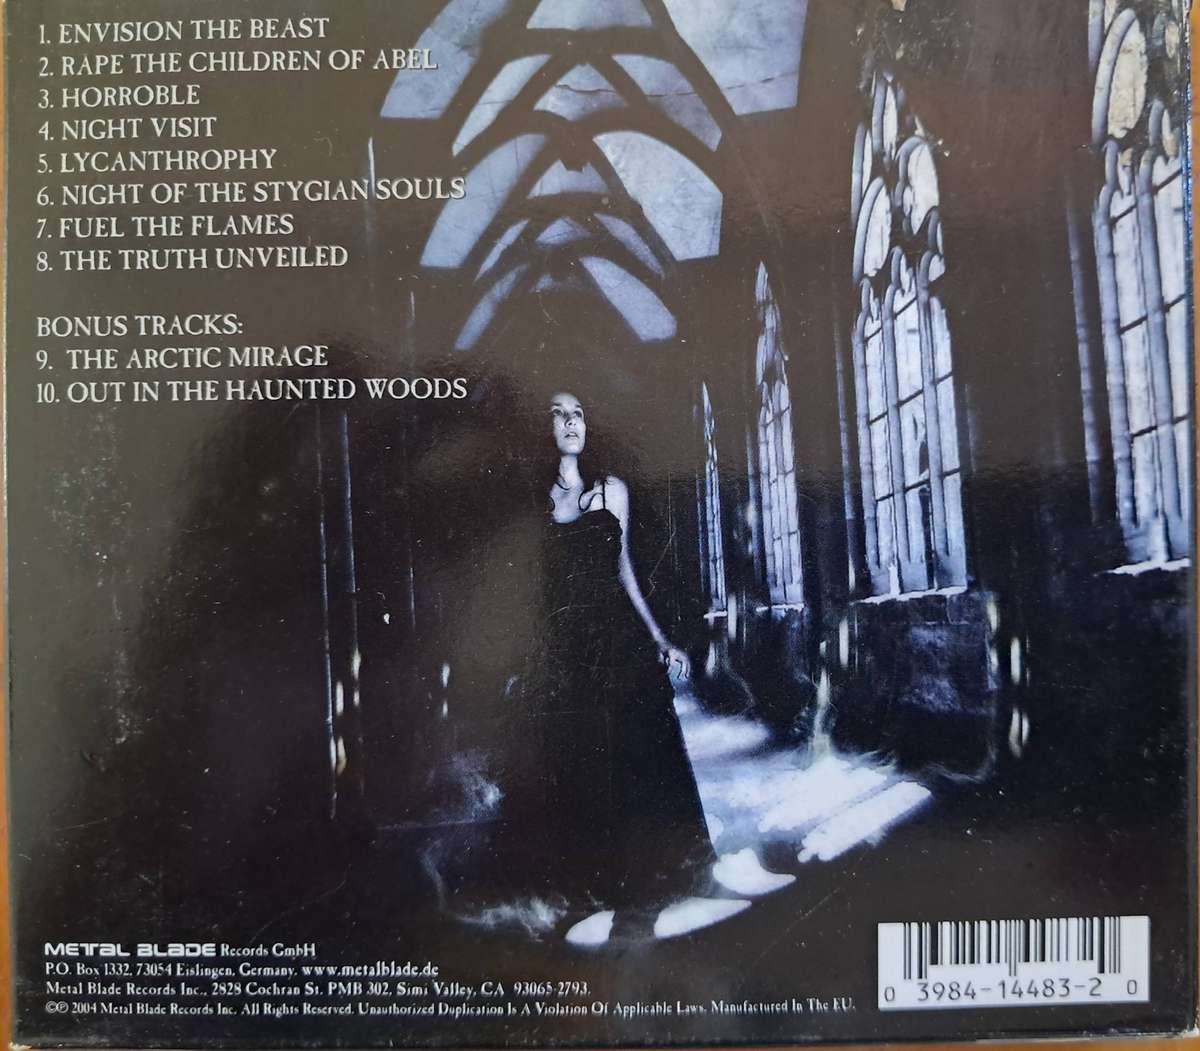 1. ENVISION THE BEAST
2. RAPE THE CHILDREN OF ABEL
3. HORROBLE
4. NIGHT VISIT
5. LYCANTHROPHY
6. NIGHT OF THE STYGIAN SOULS
7. FUEL THE FLAMES
8. THE TRUTH UNVEILED
BONUS TRACKS:
9. THE ARCTIC MIRAGE
10. OUT IN THE HAUNTED WOODS
METAL BLADE Records GmbH
P.O. Box 1332, 73054 Eislingen, Germany. www.metalblade.de
Metal Blade Records Inc., 2828 Cochran St. PMB 302, Simi Valley, CA 93065-2793.
©℗ 2004 Metal Blade Records Inc. All Rights Reserved. Unauthorized Duplication Is A Violation Of Applicable Laws. Manufactured In The EU.
0 3984-14483-2 0